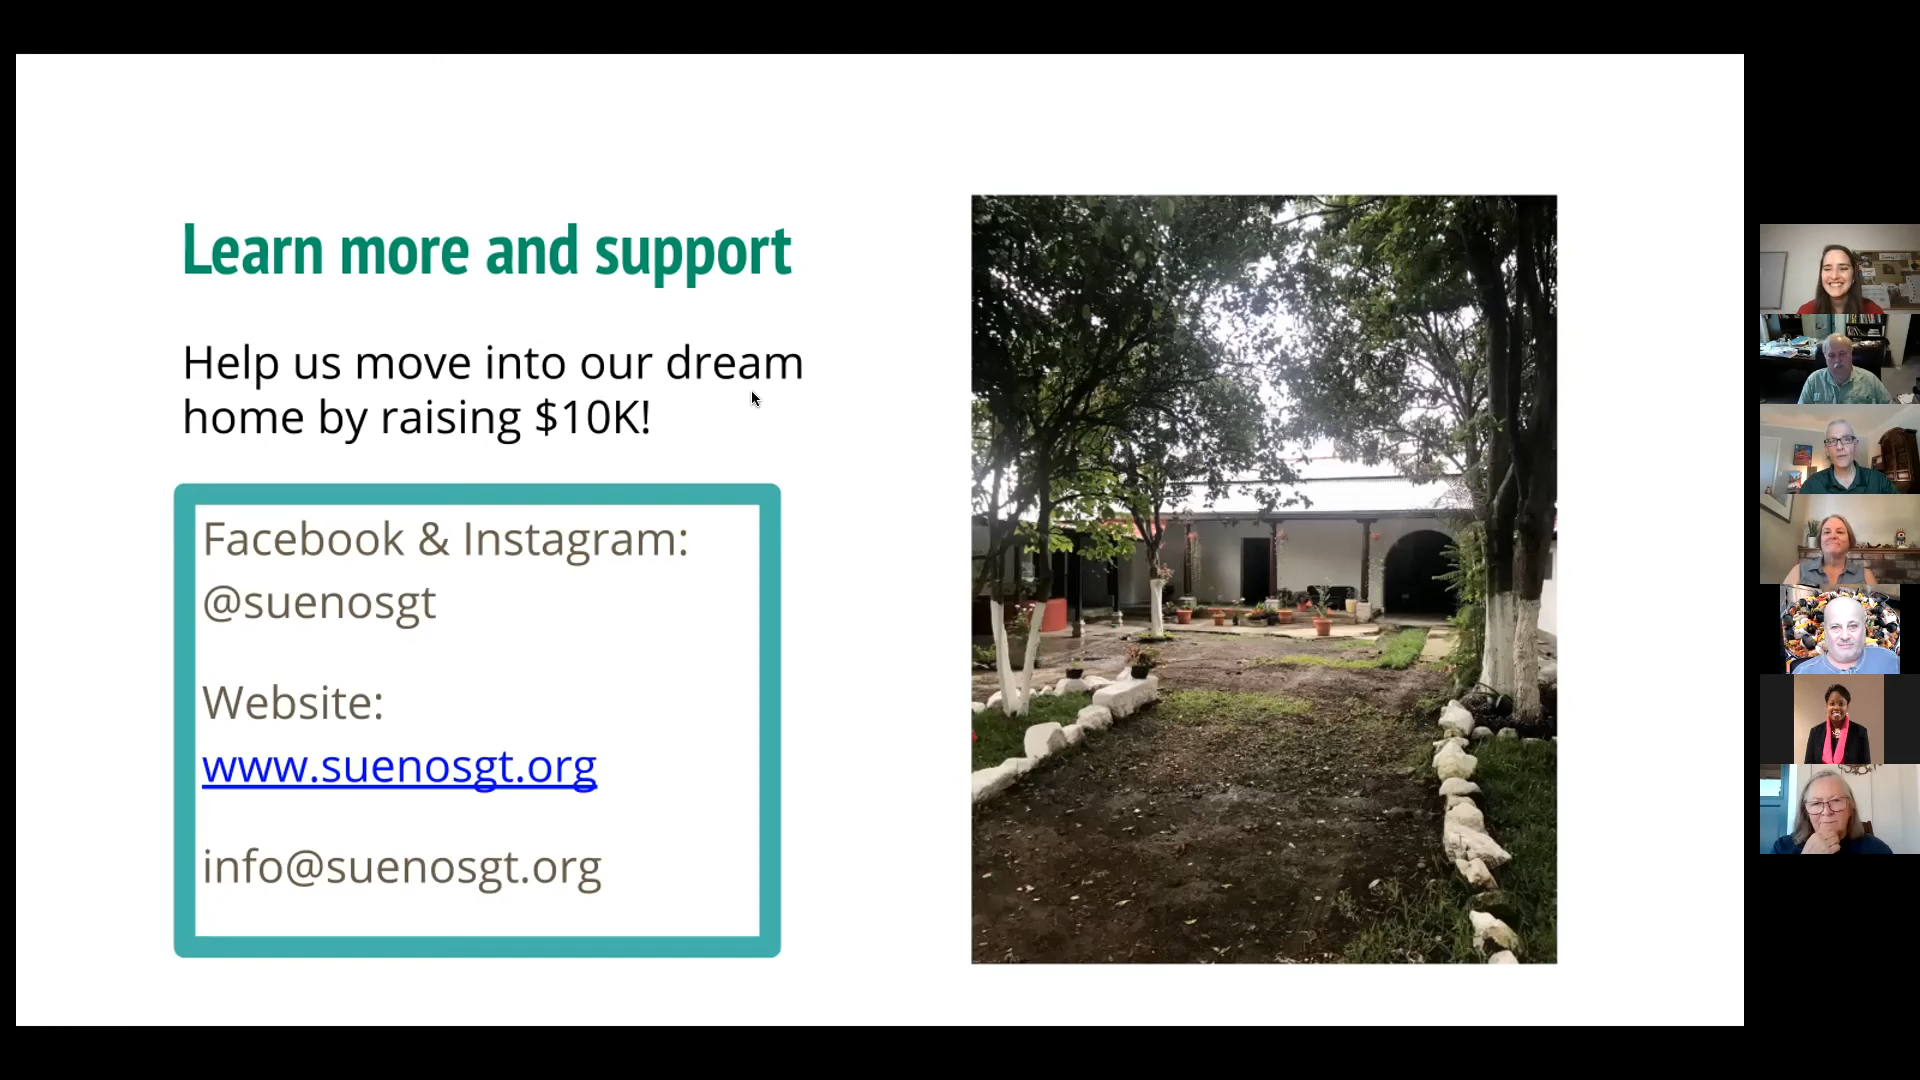 Learn more and support
Help us move into our dream
home by raising $10K!
Facebook & Instagram:
@suenosgt
Website:
www.suenosgt.org
info@suenosgt.org